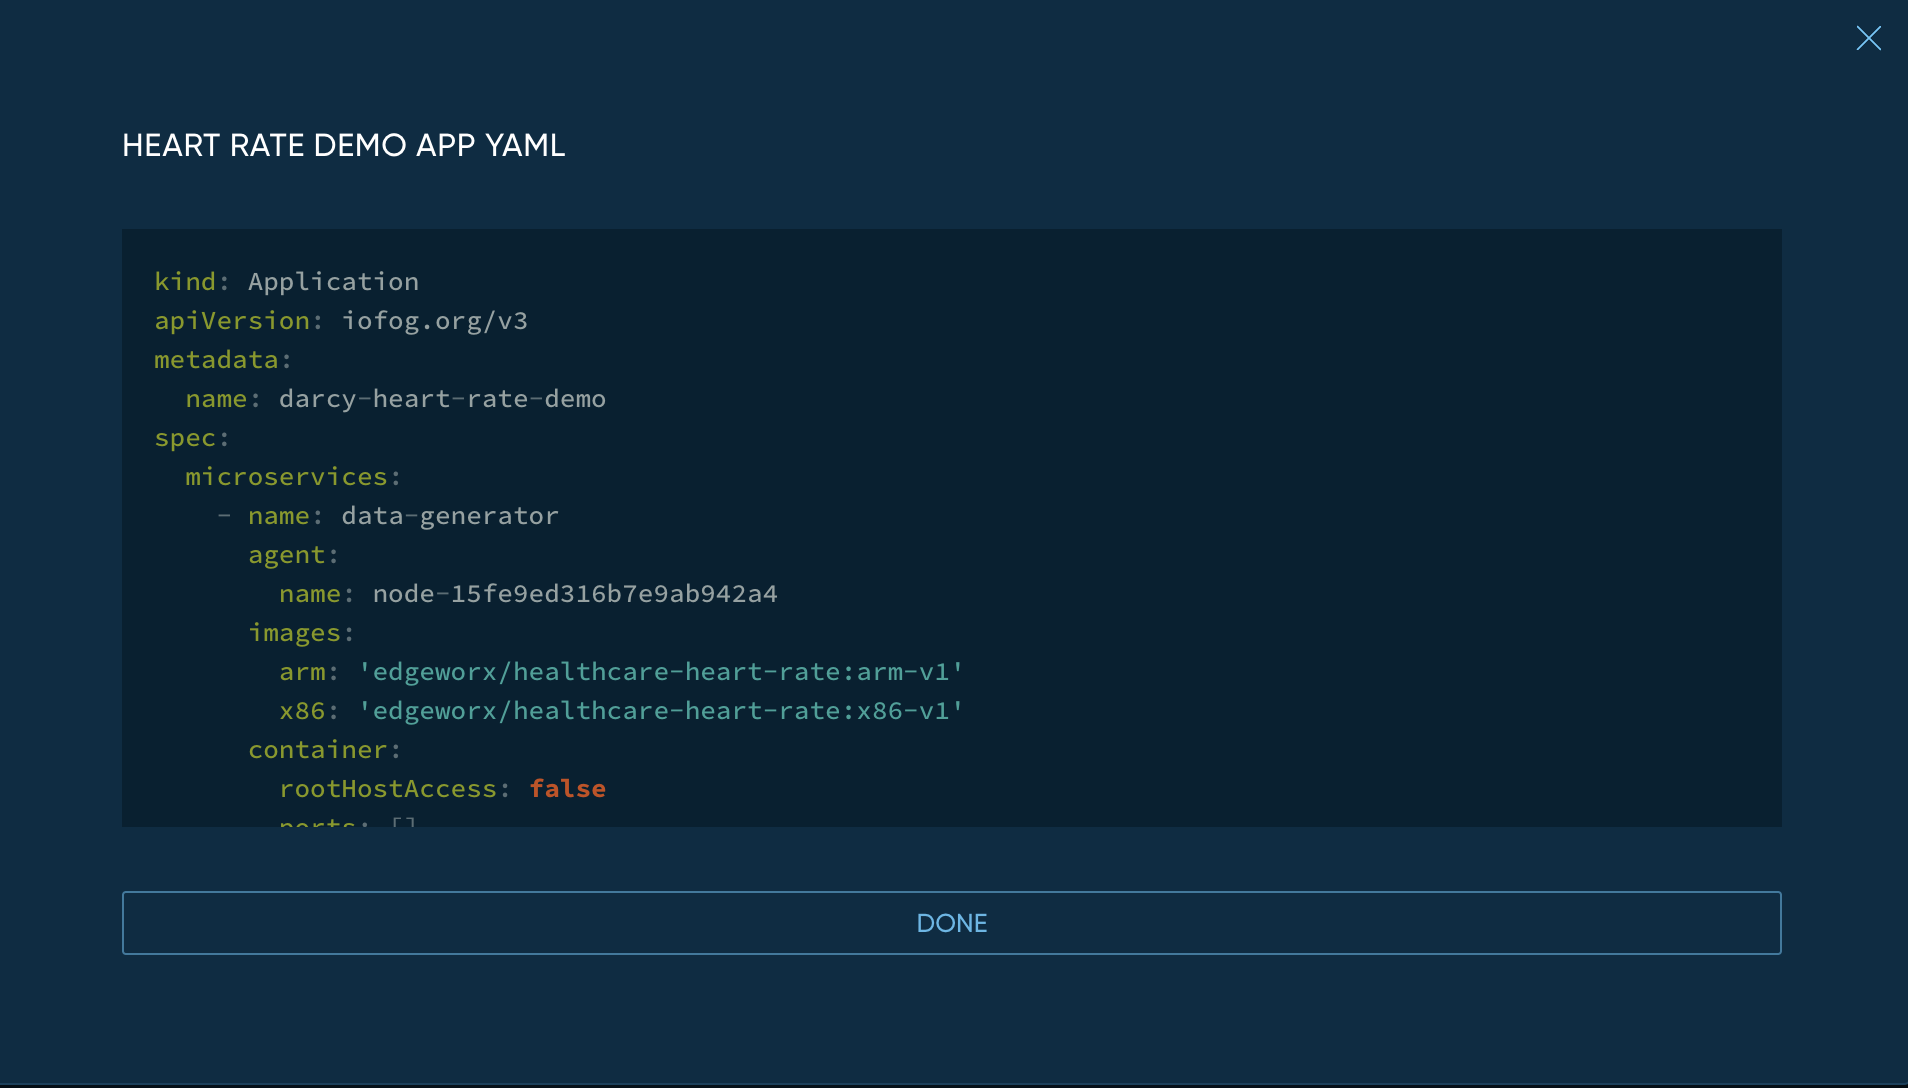 HEART RATE DEMO APP YAML
kind: Application
apiVersion: iofog.org/v3
metadata:
  name: darcy-heart-rate-demo
spec:
  microservices:
    - name: data-generator
      agent:
        name: node-15fe9ed316b7e9ab942a4
      images:
        arm: 'edgeworx/healthcare-heart-rate:arm-v1'
        x86: 'edgeworx/healthcare-heart-rate:x86-v1'
      container:
        rootHostAccess: false
        ports: []
DONE